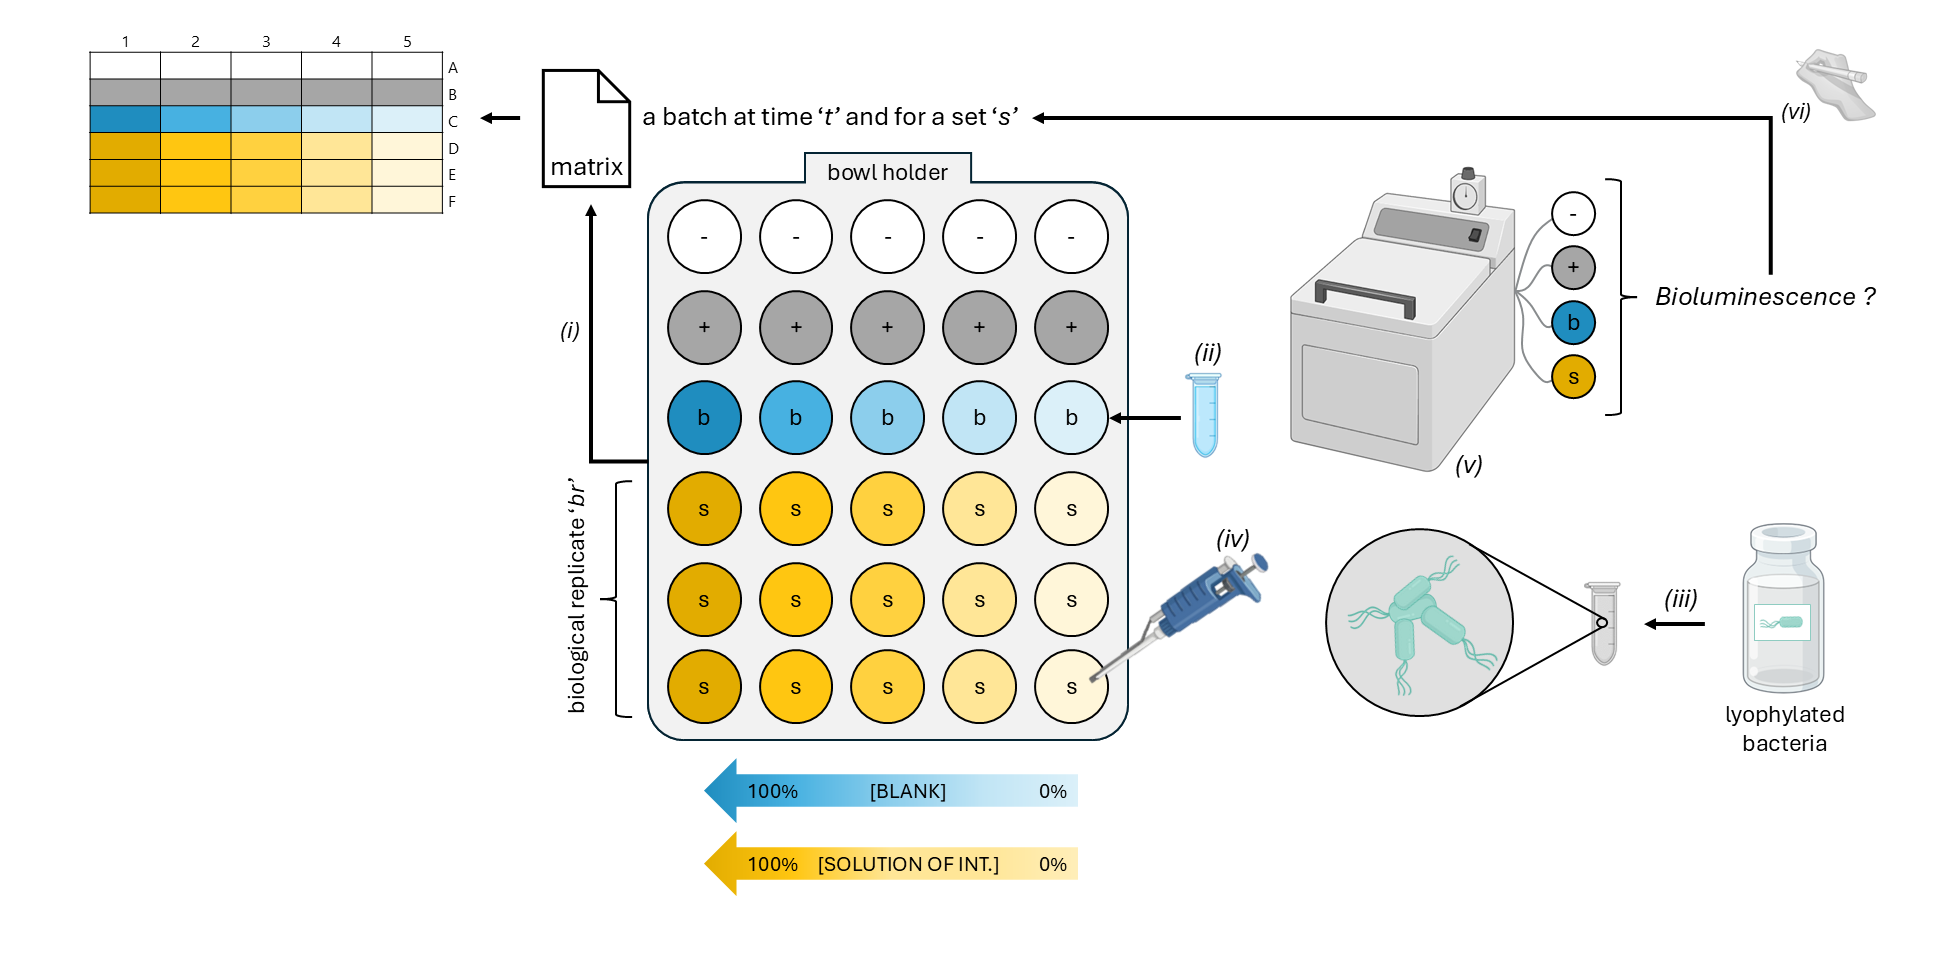 1 2 3 4 5
A
B
C
D
E
F
matrix
a batch at time ‘t’ and for a set ‘s’
(vi)
bowl holder
- - - - -
+ + + + +
b b b b b
s s s s s
s s s s s
s s s s s
(i)
biological replicate ‘br’
(ii)
(iv)
-
+
b
s
Bioluminescence ?
(v)
(iii)
lyophylated
bacteria
100% [BLANK] 0%
100% [SOLUTION OF INT.] 0%